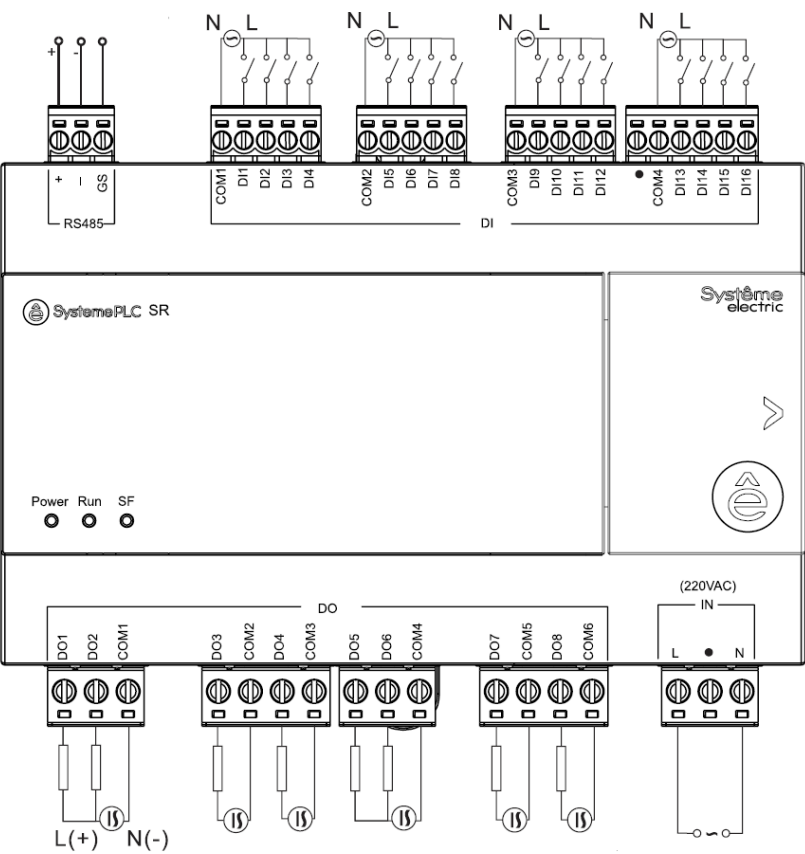 N L N L N L N L
+ -
+ – GS COM1 DI1 DI2 DI3 DI4 COM2 DI5 DI6 DI7 DI8 COM3 DI9 DI10 DI11 DI12 COM4 DI13 DI14 DI15 DI16
RS485 DI
ê SystemePLC SR
Système
electric
Power Run SF
ê
(220VAC)
DO IN
DO1 DO2 COM1 DO3 COM2 DO4 COM3 DO5 DO6 COM4 DO7 COM5 DO8 COM6 L N
L(+) N(-)